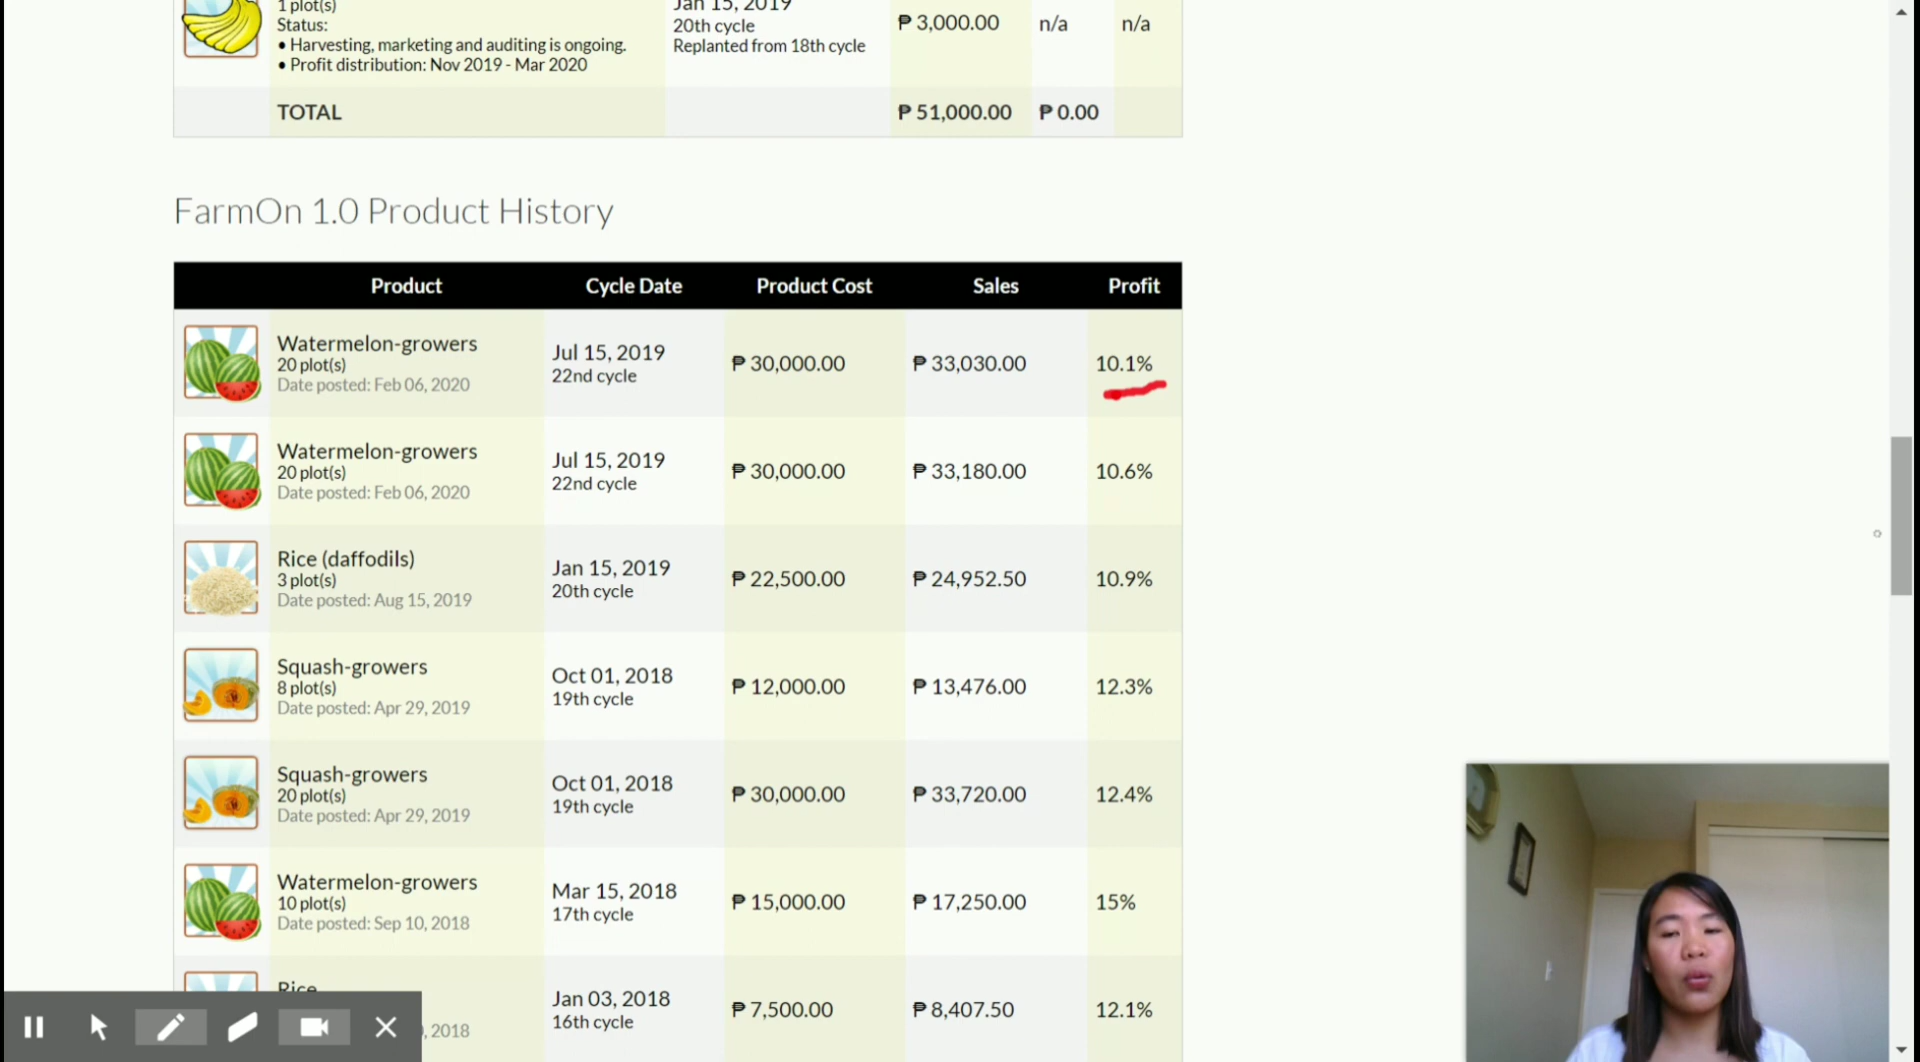 1 plot(s)
Status:
• Harvesting, marketing and auditing is ongoing.
• Profit distribution: Nov 2019 - Mar 2020
Jan 15, 2019
20th cycle
Replanted from 18th cycle
₱ 3,000.00
n/a
n/a
TOTAL
₱ 51,000.00
₱ 0.00
FarmOn 1.0 Product History
Product
Cycle Date
Product Cost
Sales
Profit
Watermelon-growers
20 plot(s)
Date posted: Feb 06, 2020
Jul 15, 2019
22nd cycle
₱ 30,000.00
₱ 33,030.00
10.1%
Watermelon-growers
20 plot(s)
Date posted: Feb 06, 2020
Jul 15, 2019
22nd cycle
₱ 30,000.00
₱ 33,180.00
10.6%
Rice (daffodils)
3 plot(s)
Date posted: Aug 15, 2019
Jan 15, 2019
20th cycle
₱ 22,500.00
₱ 24,952.50
10.9%
Squash-growers
8 plot(s)
Date posted: Apr 29, 2019
Oct 01, 2018
19th cycle
₱ 12,000.00
₱ 13,476.00
12.3%
Squash-growers
20 plot(s)
Date posted: Apr 29, 2019
Oct 01, 2018
19th cycle
₱ 30,000.00
₱ 33,720.00
12.4%
Watermelon-growers
10 plot(s)
Date posted: Sep 10, 2018
Mar 15, 2018
17th cycle
₱ 15,000.00
₱ 17,250.00
15%
Rice
, 2018
Jan 03, 2018
16th cycle
₱ 7,500.00
₱ 8,407.50
12.1%